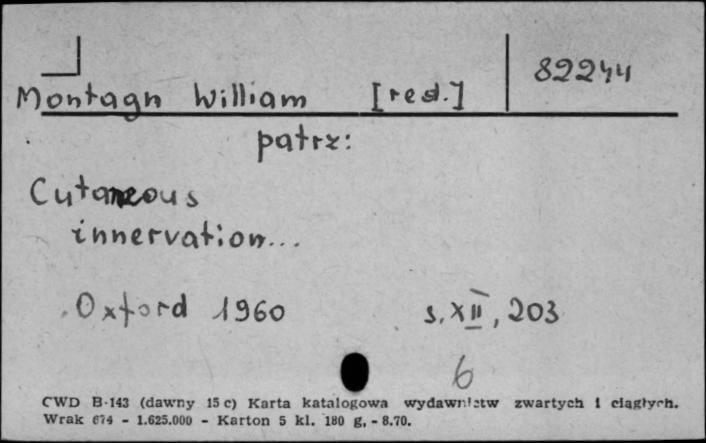 82244
Montagn William [red.]
patrz:
Cutaneous
innervation...
Oxford 1960 s. XII, 203
6
CWD B-143 (dawny 15 c) Karta katalogowa wydawnictw zwartych i ciągłych.
Wrak 674 - 1.625.000 - Karton 5 kl. 180 g, - 8.70.